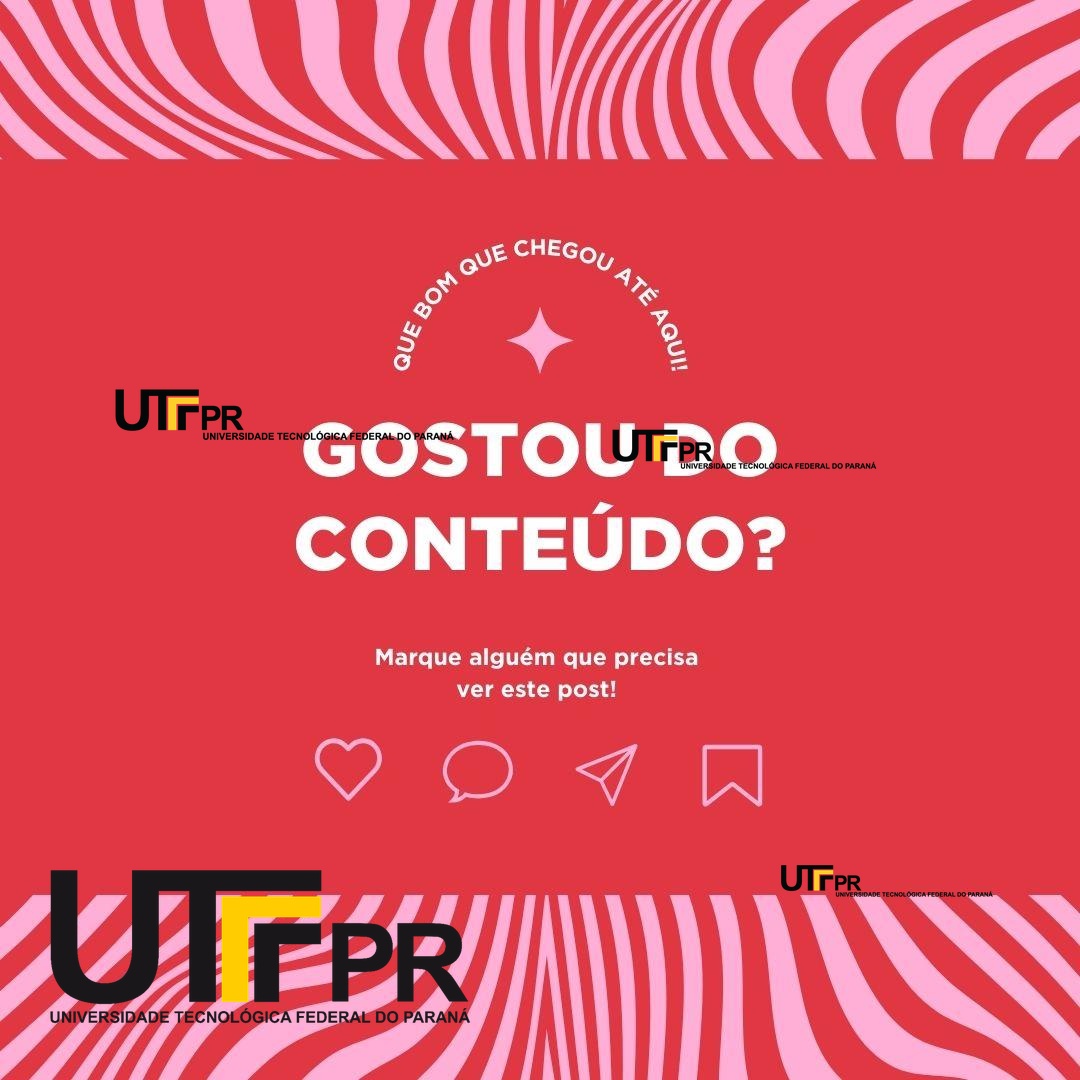 QUE BOM QUE CHEGOU ATÉ AQUI!
UTFPR
UNIVERSIDADE TECNOLÓGICA FEDERAL DO PARANÁ
GOSTOU DO
UTFPR
UNIVERSIDADE TECNOLÓGICA FEDERAL DO PARANÁ
CONTEÚDO?
Marque alguém que precisa
ver este post!
UTFPR
UNIVERSIDADE TECNOLÓGICA FEDERAL DO PARANÁ
UTFPR
UNIVERSIDADE TECNOLÓGICA FEDERAL DO PARANÁ